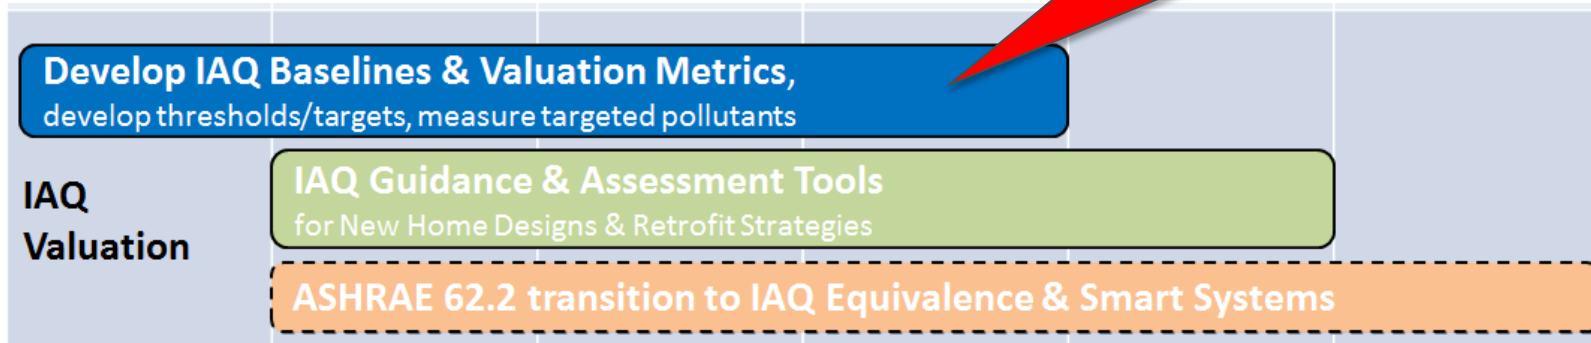 Develop IAQ Baselines & Valuation Metrics,
develop thresholds/targets, measure targeted pollutants
IAQ
Valuation
IAQ Guidance & Assessment Tools
for New Home Designs & Retrofit Strategies
ASHRAE 62.2 transition to IAQ Equivalence & Smart Systems